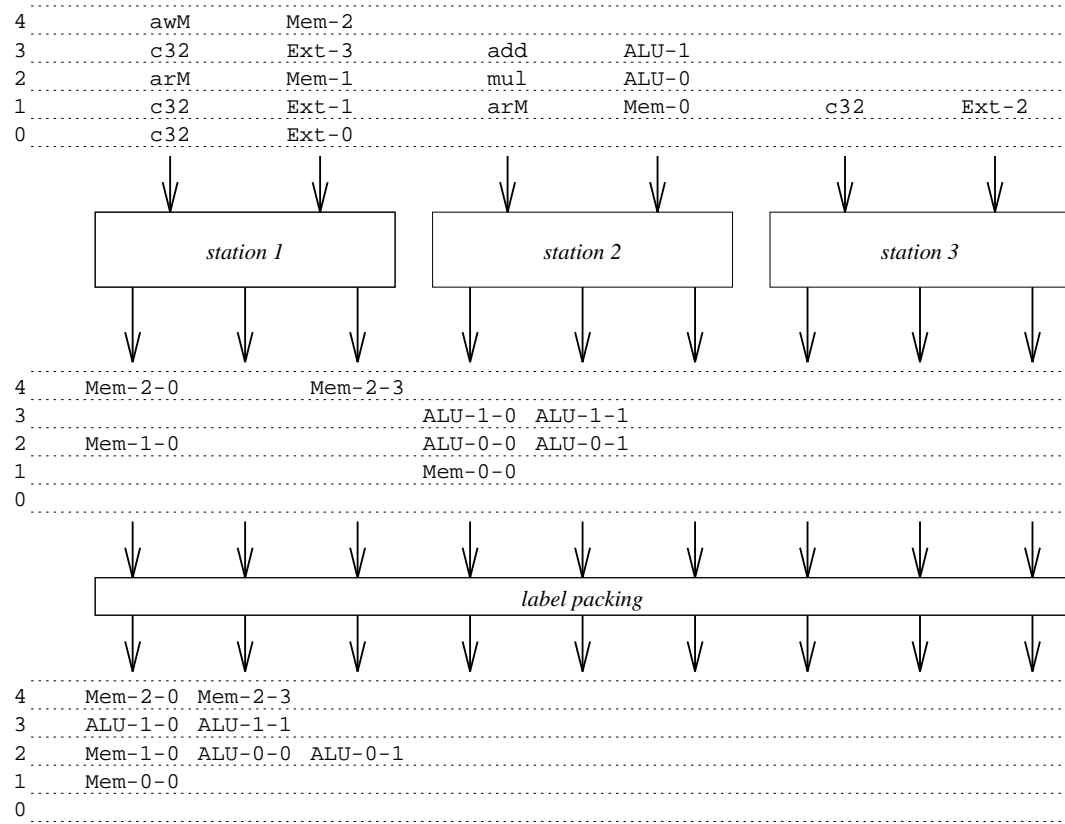 4 awM Mem-2
3 c32 Ext-3 add ALU-1
2 arM Mem-1 mul ALU-0
1 c32 Ext-1 arM Mem-0 c32 Ext-2
0 c32 Ext-0
station 1 station 2 station 3
4 Mem-2-0 Mem-2-3
3 ALU-1-0 ALU-1-1
2 Mem-1-0 ALU-0-0 ALU-0-1
1 Mem-0-0
0
label packing
4 Mem-2-0 Mem-2-3
3 ALU-1-0 ALU-1-1
2 Mem-1-0 ALU-0-0 ALU-0-1
1 Mem-0-0
0